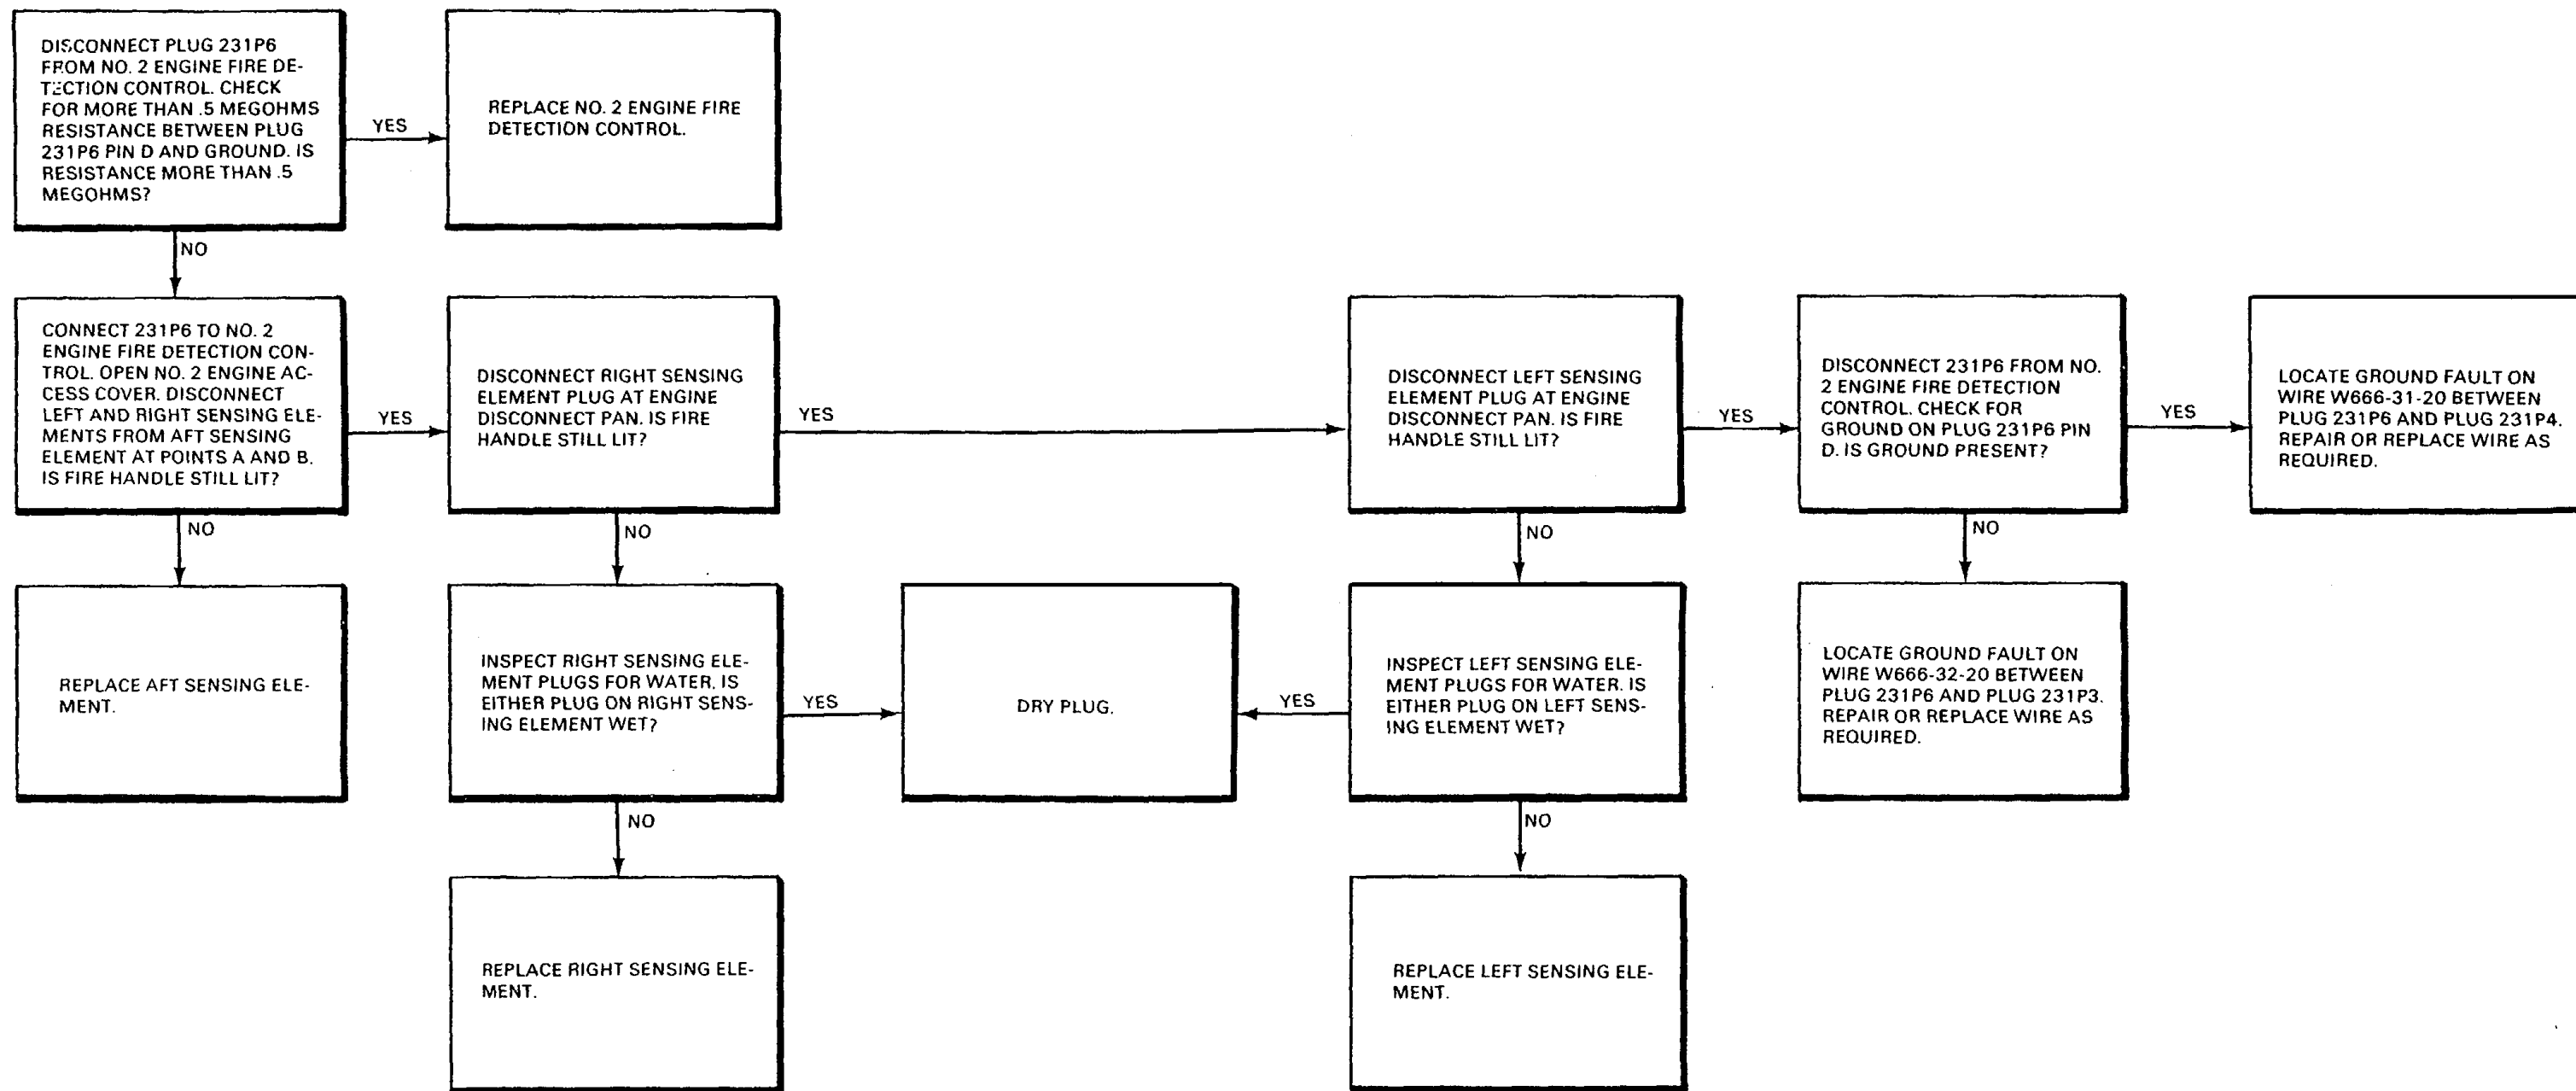 DISCONNECT PLUG 231P6
FROM NO. 2 ENGINE FIRE DE-
TECTION CONTROL. CHECK
FOR MORE THAN .5 MEGOHMS
RESISTANCE BETWEEN PLUG
231P6 PIN D AND GROUND. IS
RESISTANCE MORE THAN .5
MEGOHMS?
YES
REPLACE NO. 2 ENGINE FIRE
DETECTION CONTROL.
NO
CONNECT 231P6 TO NO. 2
ENGINE FIRE DETECTION CON-
TROL. OPEN NO. 2 ENGINE AC-
CESS COVER. DISCONNECT
LEFT AND RIGHT SENSING ELE-
MENTS FROM AFT SENSING
ELEMENT AT POINTS A AND B.
IS FIRE HANDLE STILL LIT?
YES
DISCONNECT RIGHT SENSING
ELEMENT PLUG AT ENGINE
DISCONNECT PAN. IS FIRE
HANDLE STILL LIT?
YES
DISCONNECT LEFT SENSING
ELEMENT PLUG AT ENGINE
DISCONNECT PAN. IS FIRE
HANDLE STILL LIT?
YES
DISCONNECT 231P6 FROM NO.
2 ENGINE FIRE DETECTION
CONTROL. CHECK FOR
GROUND ON PLUG 231P6 PIN
D. IS GROUND PRESENT?
YES
LOCATE GROUND FAULT ON
WIRE W666-31-20 BETWEEN
PLUG 231P6 AND PLUG 231P4.
REPAIR OR REPLACE WIRE AS
REQUIRED.
NO
NO
NO
NO
REPLACE AFT SENSING ELE-
MENT.
INSPECT RIGHT SENSING ELE-
MENT PLUGS FOR WATER. IS
EITHER PLUG ON RIGHT SENS-
ING ELEMENT WET?
YES
DRY PLUG.
YES
INSPECT LEFT SENSING ELE-
MENT PLUGS FOR WATER. IS
EITHER PLUG ON LEFT SENS-
ING ELEMENT WET?
LOCATE GROUND FAULT ON
WIRE W666-32-20 BETWEEN
PLUG 231P6 AND PLUG 231P3.
REPAIR OR REPLACE WIRE AS
REQUIRED.
NO
NO
REPLACE RIGHT SENSING ELE-
MENT.
REPLACE LEFT SENSING ELE-
MENT.